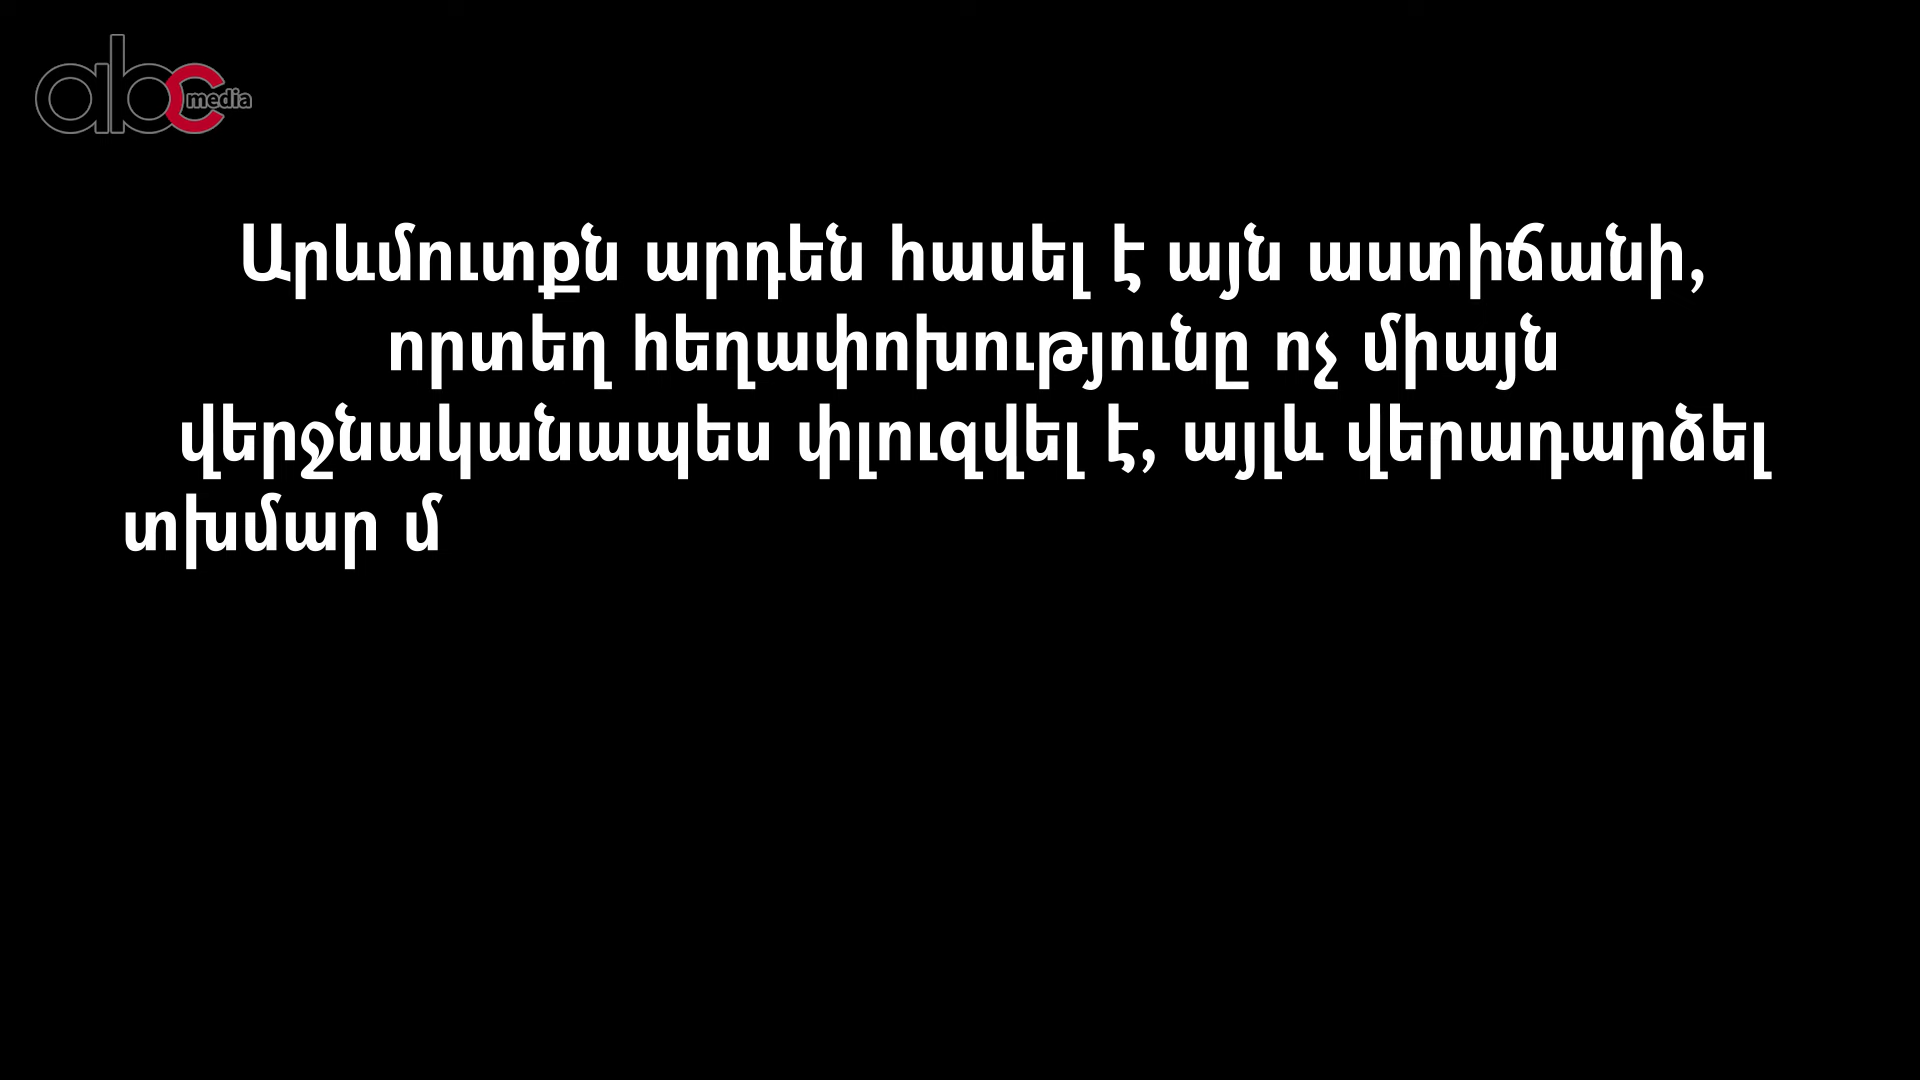 abc media
Արևմուտքն արդեն հասել է այն աստիճանի,
որտեղ հեղափոխությունը ոչ միայն
վերջնականապես փլուզվել է, այլև վերադարձել
տխմար մ